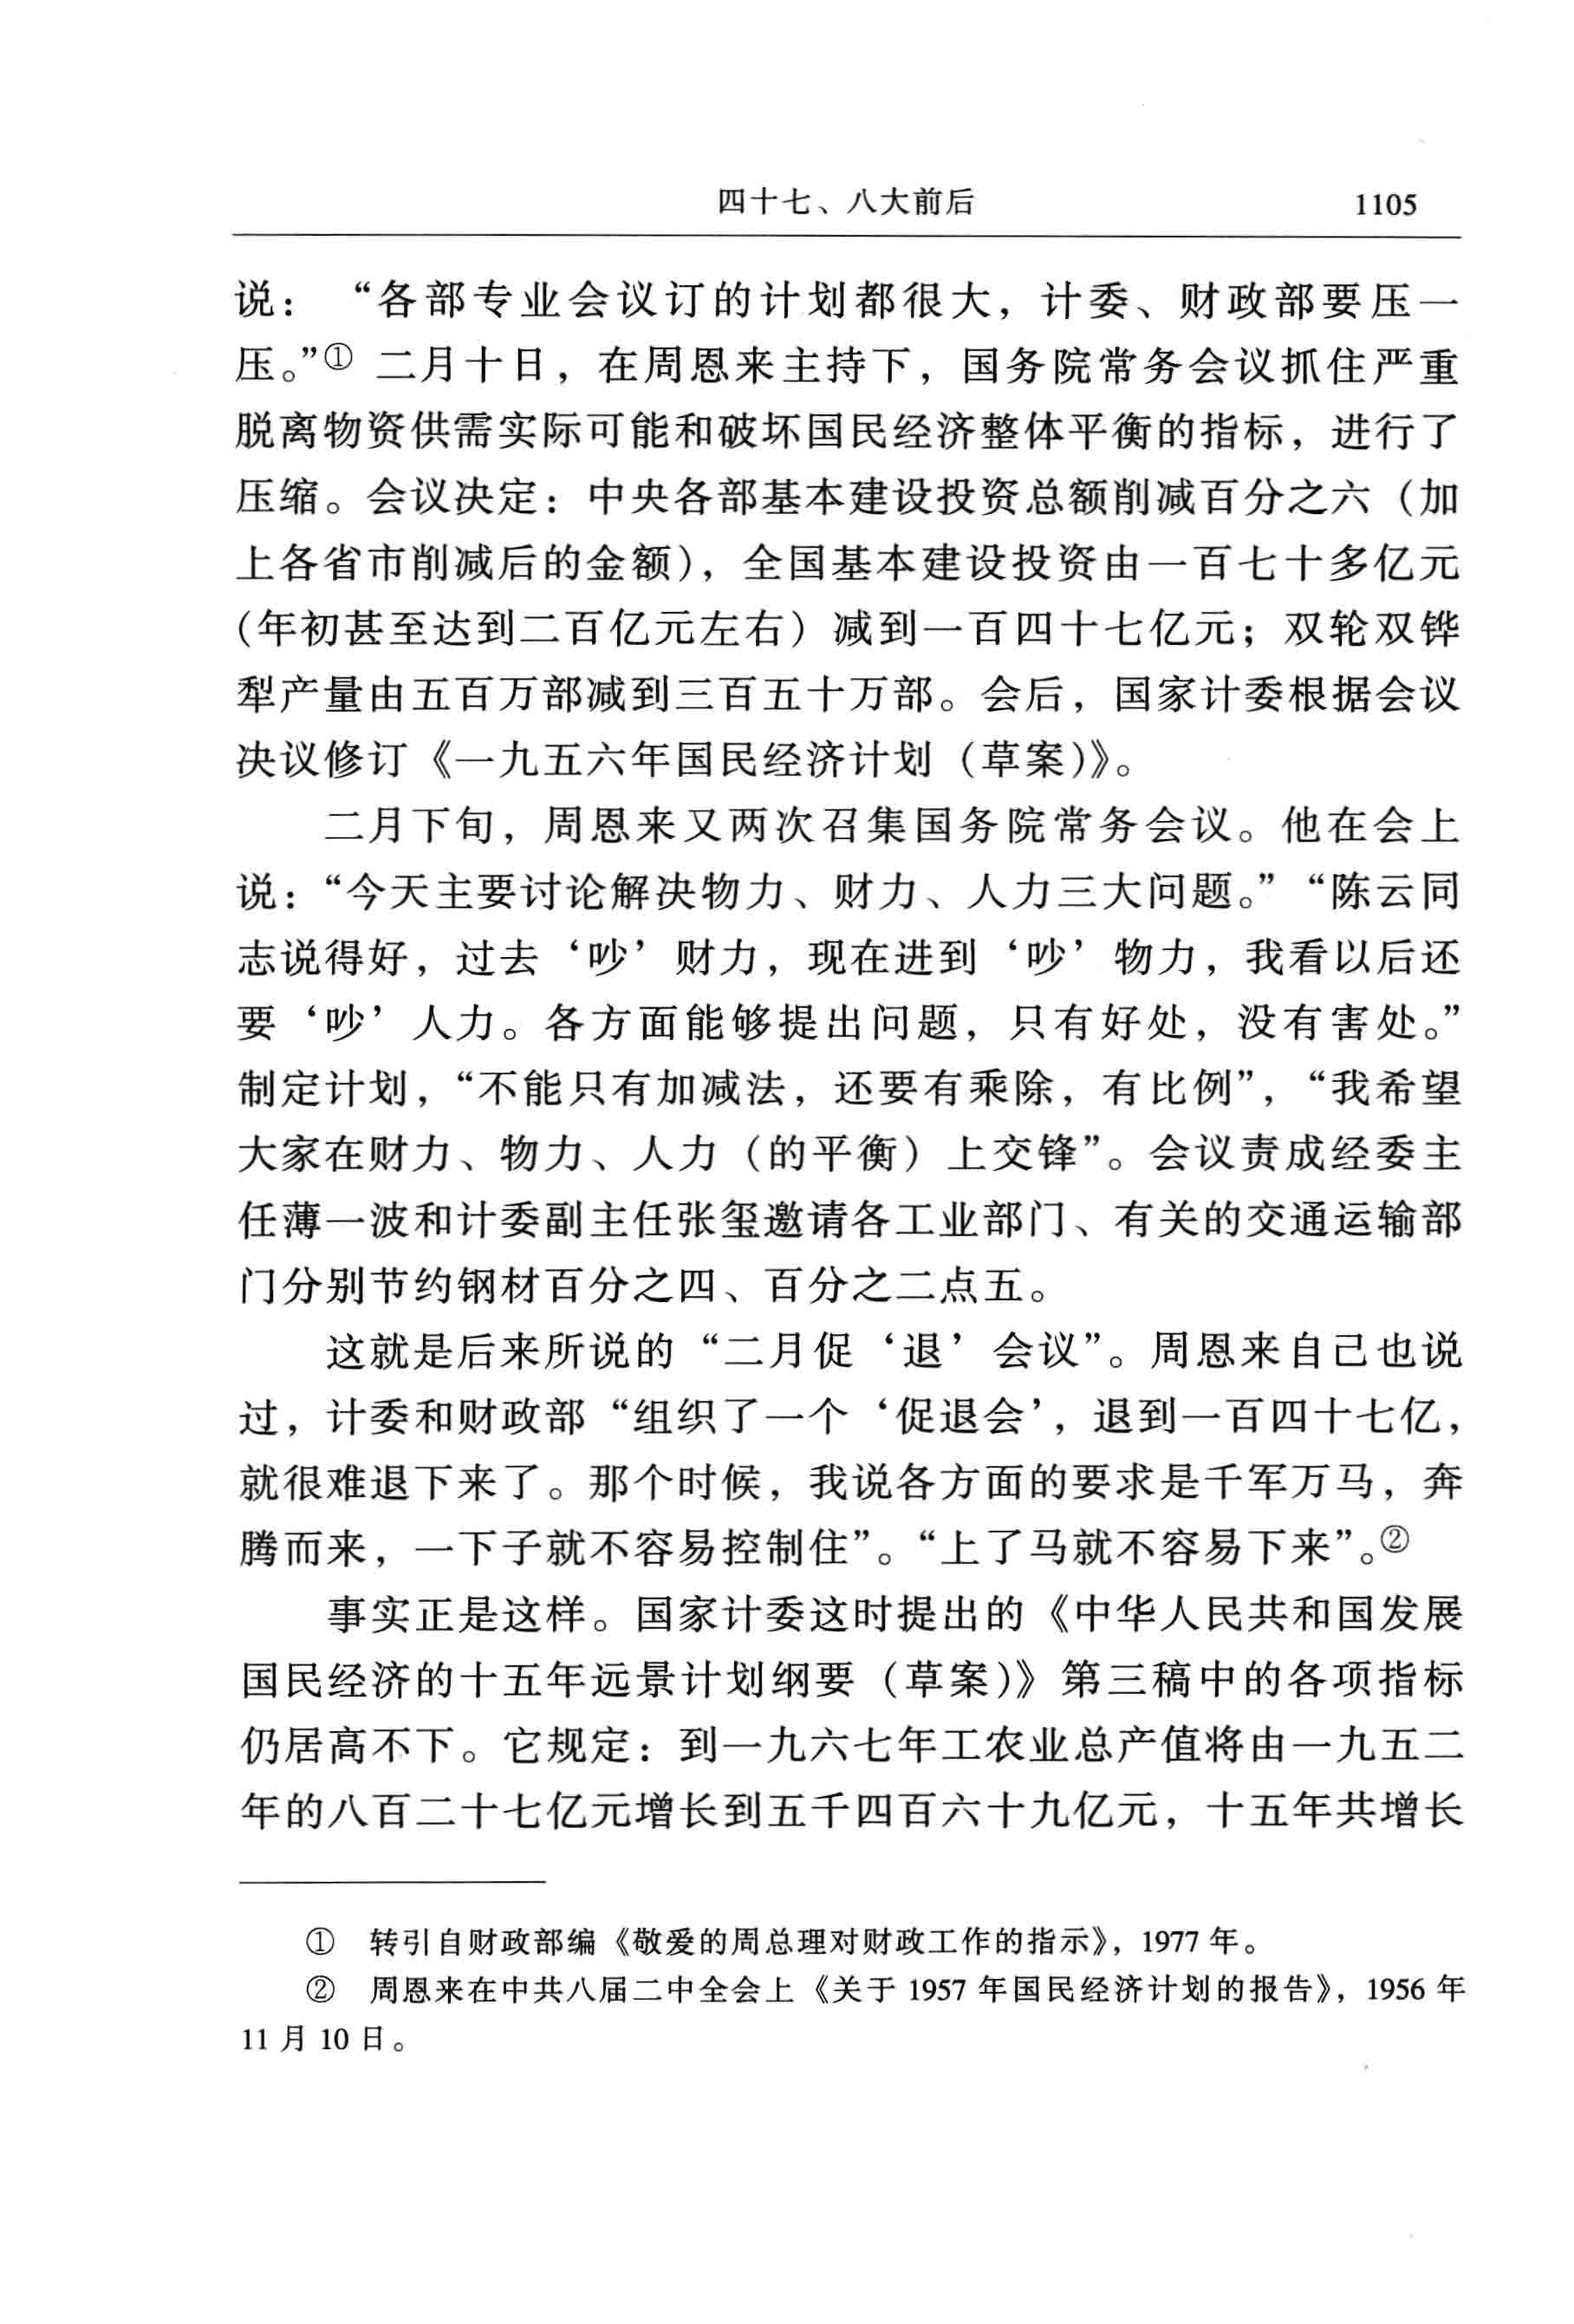 四十七、八大前后 1105
说： “各部专业会议订的计划都很大，计委、财政部要压一
压。”① 二月十日，在周恩来主持下，国务院常务会议抓住严重
脱离物资供需实际可能和破坏国民经济整体平衡的指标，进行了
压缩。会议决定：中央各部基本建设投资总额削减百分之六（加
上各省市削减后的金额），全国基本建设投资由一百七十多亿元
（年初甚至达到二百亿元左右）减到一百四十七亿元；双轮双铧
犁产量由五百万部减到三百五十万部。会后，国家计委根据会议
决议修订《一九五六年国民经济计划（草案）》。
二月下旬，周恩来又两次召集国务院常务会议。他在会上
说：“今天主要讨论解决物力、财力、人力三大问题。”“陈云同
志说得好，过去‘吵’财力，现在进到‘吵’物力，我看以后还
要‘吵’人力。各方面能够提出问题，只有好处，没有害处。”
制定计划，“不能只有加减法，还要有乘除，有比例”，“我希望
大家在财力、物力、人力（的平衡）上交锋”。会议责成经委主
任薄一波和计委副主任张玺邀请各工业部门、有关的交通运输部
门分别节约钢材百分之四、百分之二点五。
这就是后来所说的“二月促‘退’会议”。周恩来自己也说
过，计委和财政部“组织了一个‘促退会’，退到一百四十七亿，
就很难退下来了。那个时候，我说各方面的要求是千军万马，奔
腾而来，一下子就不容易控制住”。“上了马就不容易下来”。②
事实正是这样。国家计委这时提出的《中华人民共和国发展
国民经济的十五年远景计划纲要（草案）》第三稿中的各项指标
仍居高不下。它规定：到一九六七年工农业总产值将由一九五二
年的八百二十七亿元增长到五千四百六十九亿元，十五年共增长
① 转引自财政部编《敬爱的周总理对财政工作的指示》，1977 年。
② 周恩来在中共八届二中全会上《关于 1957 年国民经济计划的报告》，1956 年
11 月 10 日。